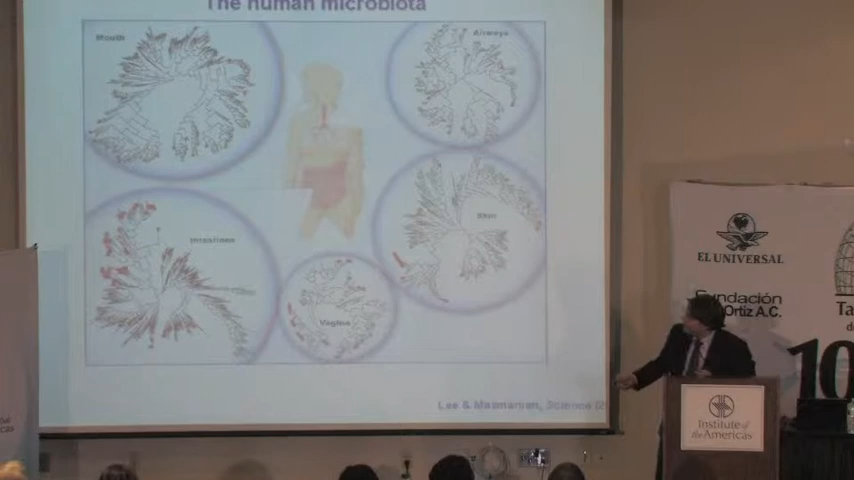 The human microbiota
Mouth
Airways
Skin
Intestines
Vagina
Lee & Mazmanian, Science
EL UNIVERSAL
Fundación
Ortiz A.C.
Ta
d
10
Institute of
the Americas